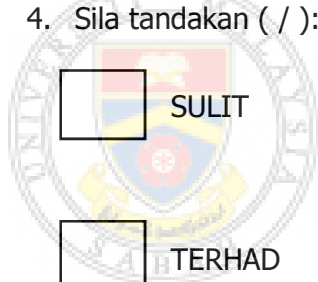 4. Sila tandakan ( / ):
SULIT
TERHAD